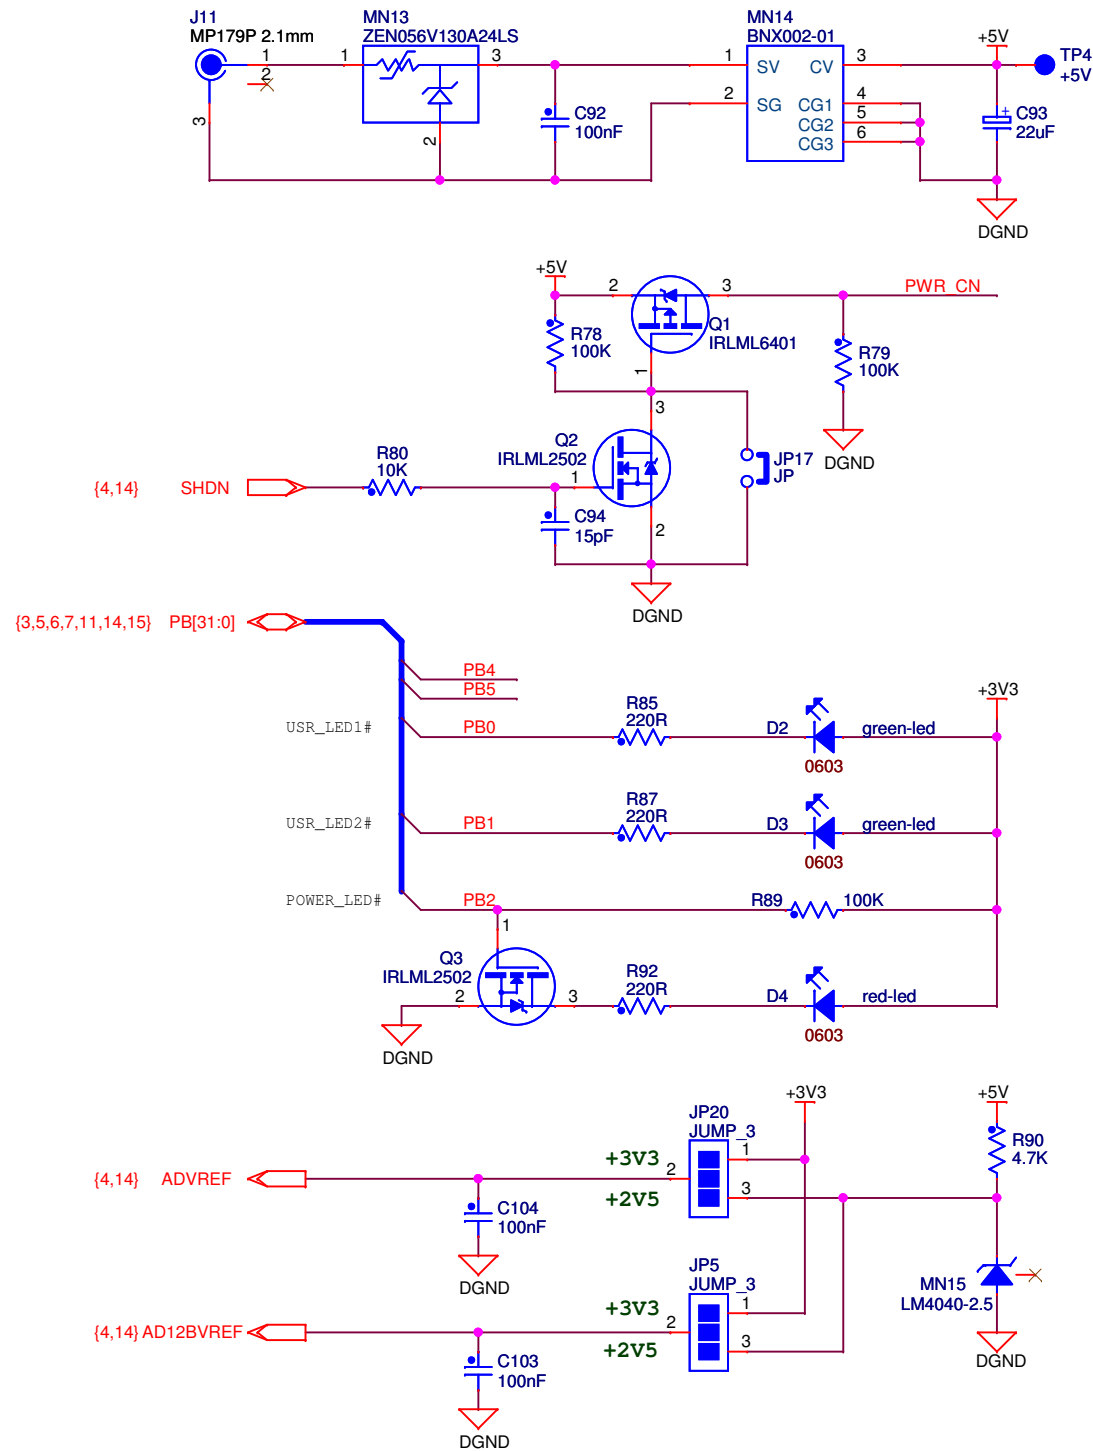 J11
MP179P 2.1mm
MN13
ZEN056V130A24LS
MN14
BNX002-01
+5V
TP4
+5V
1
2
3
1
3
2
C92
100nF
1
2
SV
SG
CV
CG1
CG2
CG3
3
4
5
6
+
C93
22uF
DGND
+5V
2
3
PWR_CN
Q1
IRLML6401
1
R78
100K
R79
100K
DGND
3
Q2
IRLML2502
1
2
JP17
JP
R80
10K
{4,14} SHDN
C94
15pF
DGND
{3,5,6,7,11,14,15} PB[31:0]
PB4
PB5
+3V3
USR_LED1#
PB0
R85
220R
D2
green-led
0603
USR_LED2#
PB1
R87
220R
D3
green-led
0603
POWER_LED#
PB2
R89
100K
1
Q3
IRLML2502
2
3
R92
220R
D4
red-led
0603
DGND
+3V3
+5V
JP20
JUMP_3
R90
4.7K
{4,14} ADVREF
+3V3
+2V5
2
1
3
C104
100nF
DGND
JP5
JUMP_3
MN15
LM4040-2.5
{4,14} AD12BVREF
+3V3
+2V5
2
1
3
DGND
C103
100nF
DGND